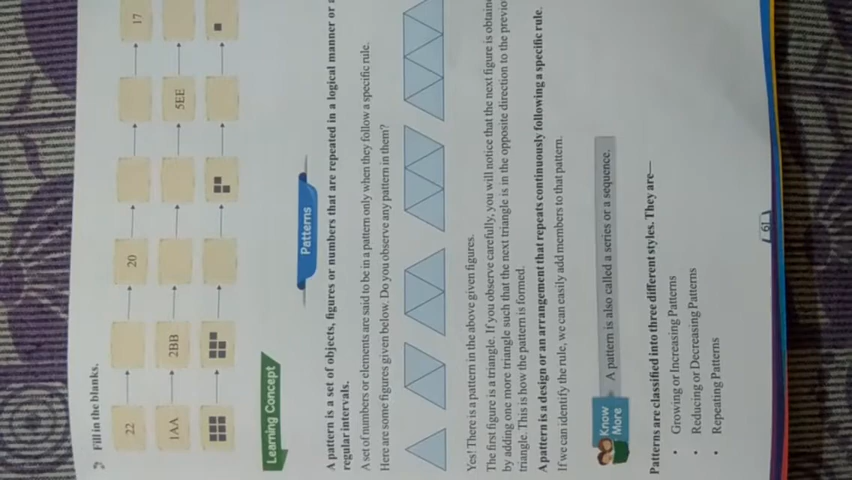 Fill in the blanks.
22 20 17
1AA 2BB 5EE
Learning Concept
Patterns
A pattern is a set of objects, figures or numbers that are repeated in a logical manner or
regular intervals.
A set of numbers or elements are said to be in a pattern only when they follow a specific rule.
Here are some figures given below. Do you observe any pattern in them?
Yes! There is a pattern in the above given figures.
The first figure is a triangle. If you observe carefully, you will notice that the next figure is
by adding one more triangle such that the next triangle is in the opposite direction to the
triangle. This is how the pattern is formed.
A pattern is a design or an arrangement that repeats continuously following a specific rule.
If we can identify the rule, we can easily add members to that pattern.
Know
More
A pattern is also called a series or a sequence.
Patterns are classified into three different styles. They are—
• Growing or Increasing Patterns
• Reducing or Decreasing Patterns
• Repeating Patterns
61